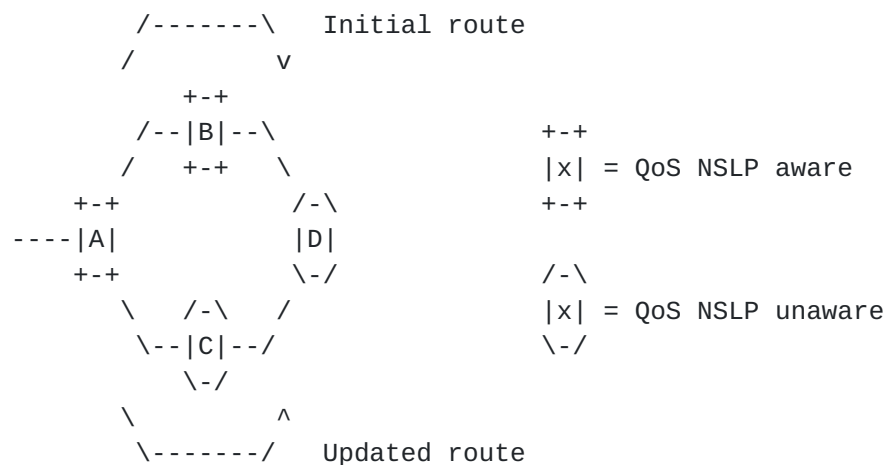 /-------\   Initial route
        /         v
            +-+
         /--|B|--\                 +-+
        /   +-+   \                |x| = QoS NSLP aware
     +-+           /-\             +-+
 ----|A|           |D|
     +-+           \-/             /-\
        \   /-\   /                |x| = QoS NSLP unaware
         \--|C|--/                 \-/
            \-/
        \         ^
         \-------/   Updated route